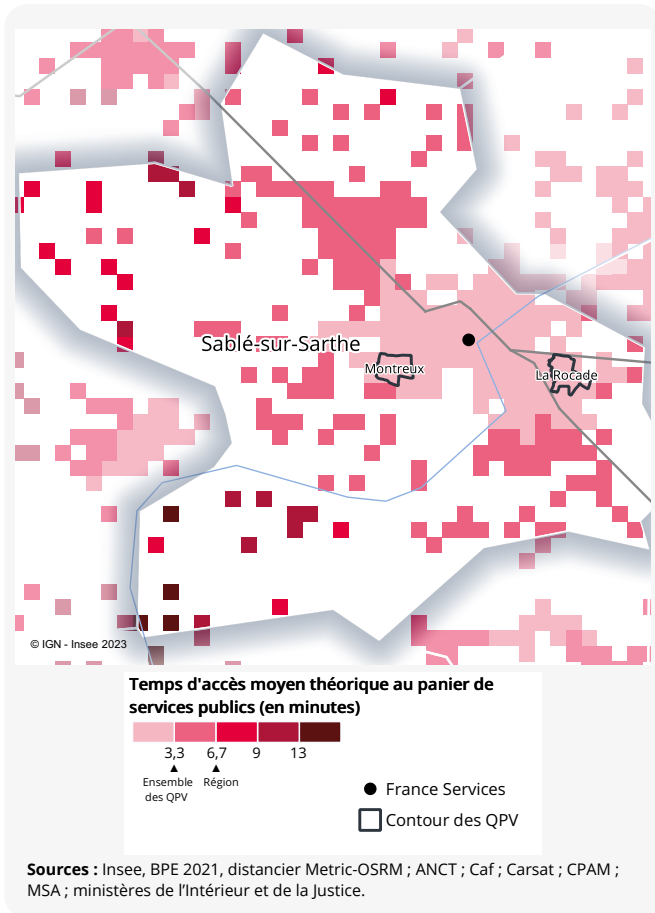 Sablé-sur-Sarthe
Montreux
La Rocade
© IGN - Insee 2023
Temps d'accès moyen théorique au panier de
services publics (en minutes)
3,3 6,7 9 13
▲ ▲
Ensemble Région
des QPV
France Services
Contour des QPV
Sources : Insee, BPE 2021, distancier Metric-OSRM ; ANCT ; Caf ; Carsat ; CPAM ;
MSA ; ministères de l’Intérieur et de la Justice.